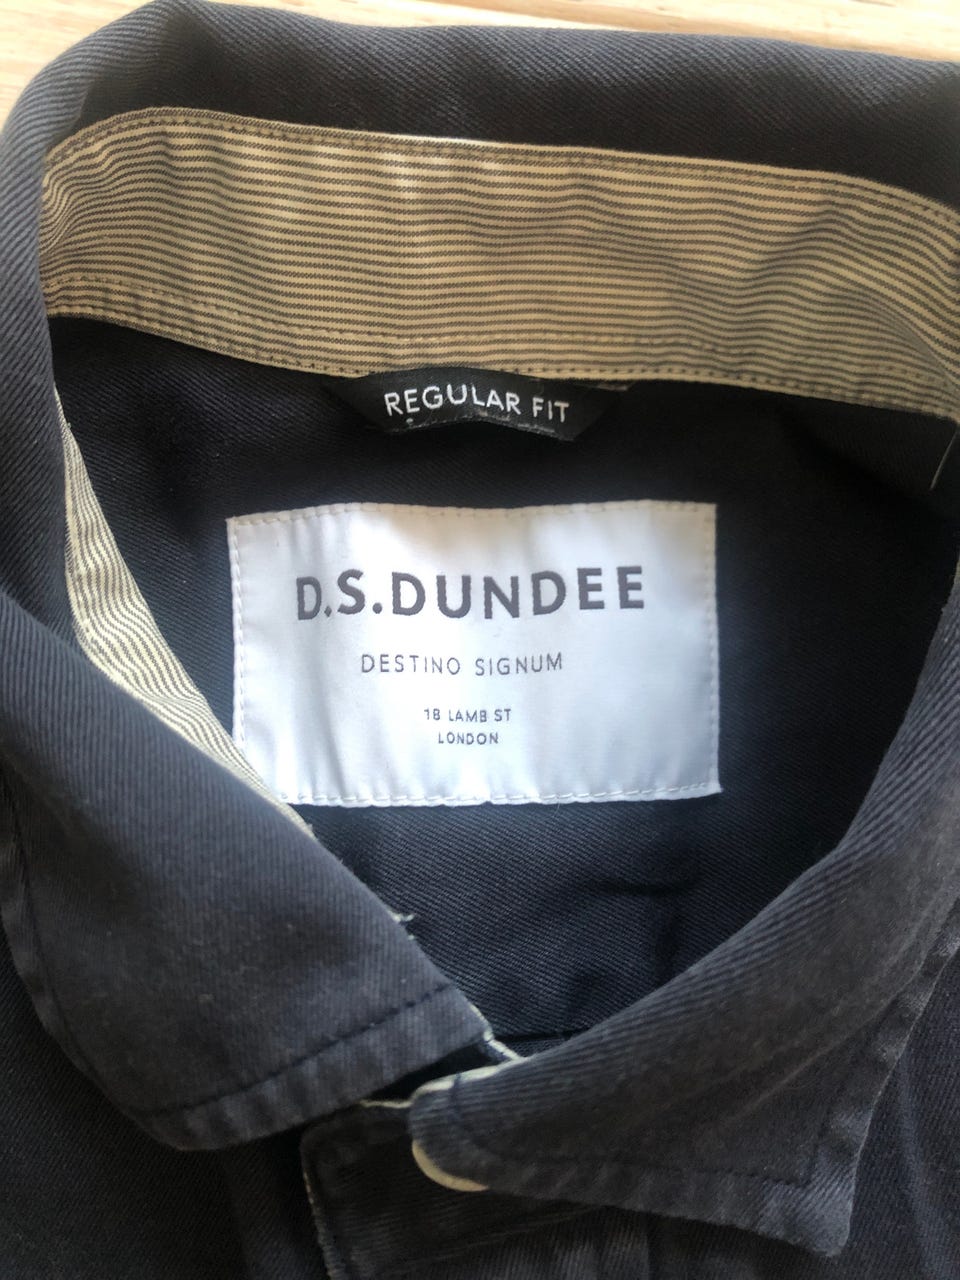 REGULAR FIT
D.S.DUNDEE
DESTINO SIGNUM
18 LAMB ST
LONDON